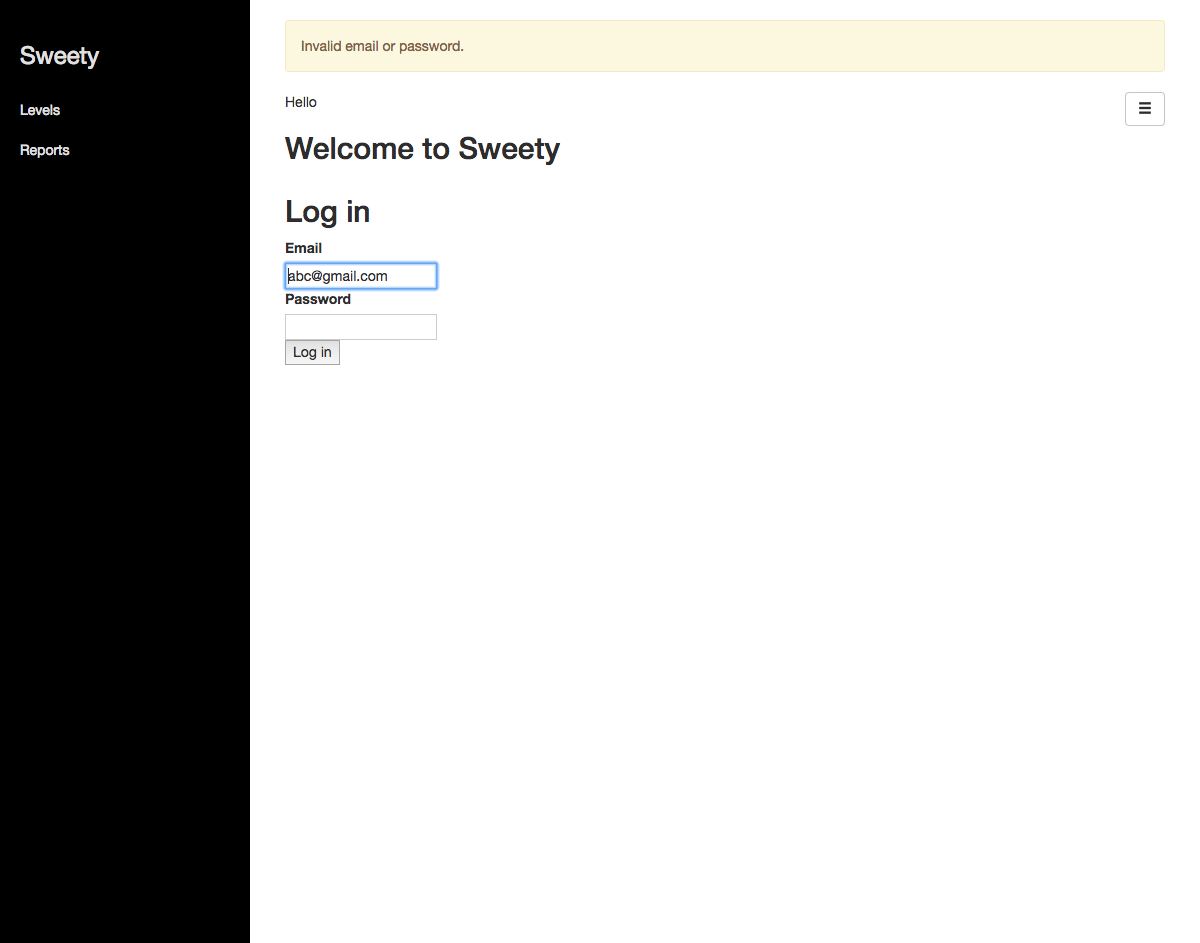 Sweety
Levels
Reports
Invalid email or password.
Hello
Welcome to Sweety
Log in
Email
abc@gmail.com
Password
Log in